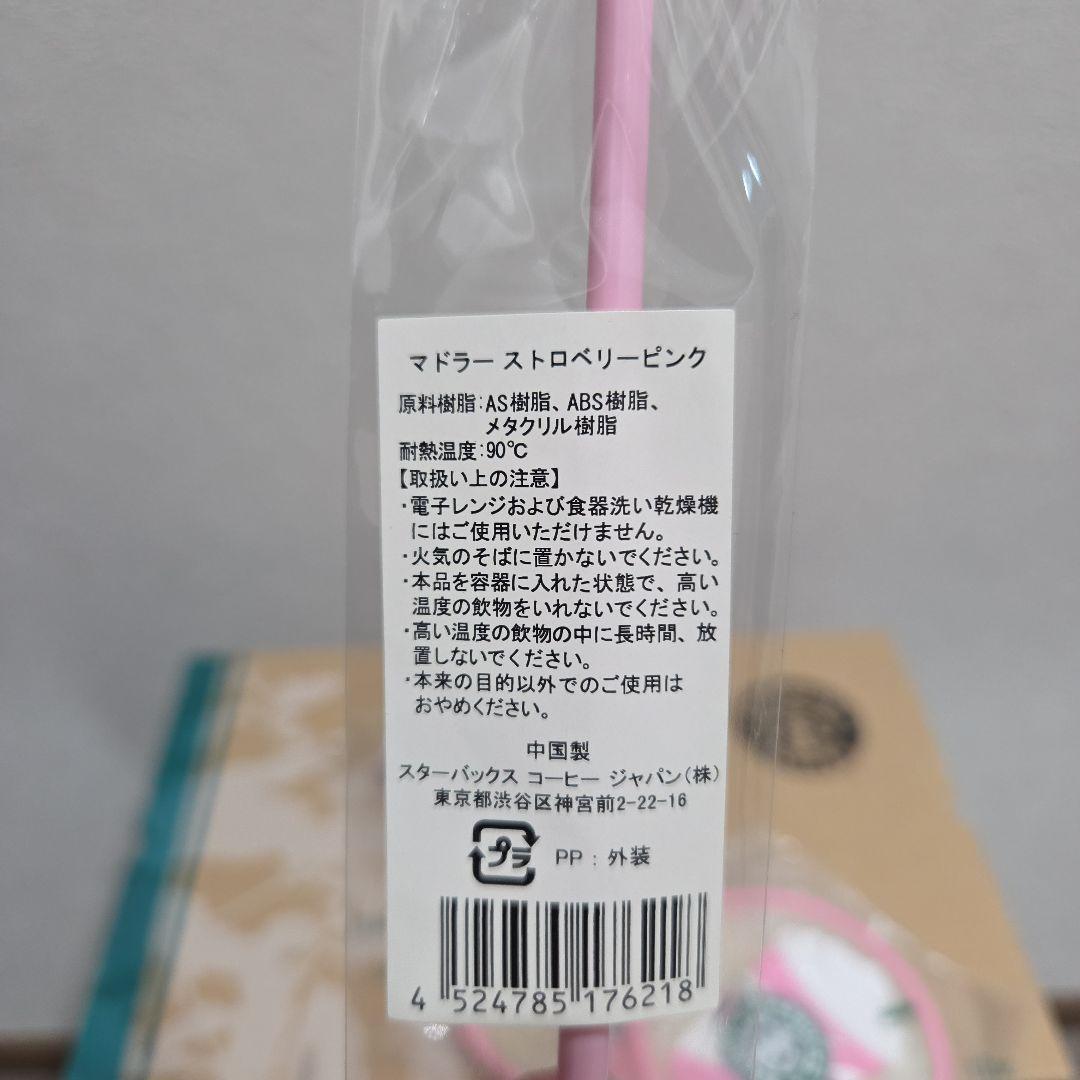 マドラー ストロベリーピンク
原料樹脂:AS樹脂、ABS樹脂、
メタクリル樹脂
耐熱温度:90℃
【取扱い上の注意】
・電子レンジおよび食器洗い乾燥機
にはご使用いただけません。
・火気のそばに置かないでください。
・本品を容器に入れた状態で、高い
温度の飲物をいれないでください。
・高い温度の飲物の中に長時間、放
置しないでください。
・本来の目的以外でのご使用は
おやめください。
中国製
スターバックス コーヒー ジャパン(株)
東京都渋谷区神宮前2-22-16
プラ PP : 外装
4 524785 176218